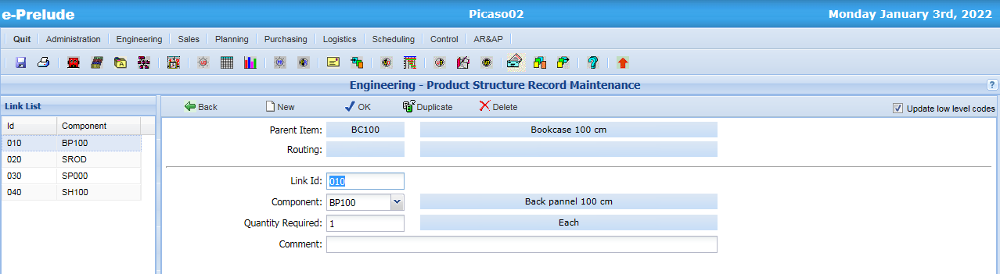 e-Prelude Picaso02 Monday January 3rd, 2022
Quit Administration Engineering Sales Planning Purchasing Logistics Scheduling Control AR&AP
Engineering - Product Structure Record Maintenance ?
Link List Back New OK Duplicate Delete Update low level codes
Id Component
010 BP100
020 SROD
030 SP000
040 SH100
Parent Item: BC100 Bookcase 100 cm
Routing:
Link Id: 010
Component: BP100 Back pannel 100 cm
Quantity Required: 1 Each
Comment: